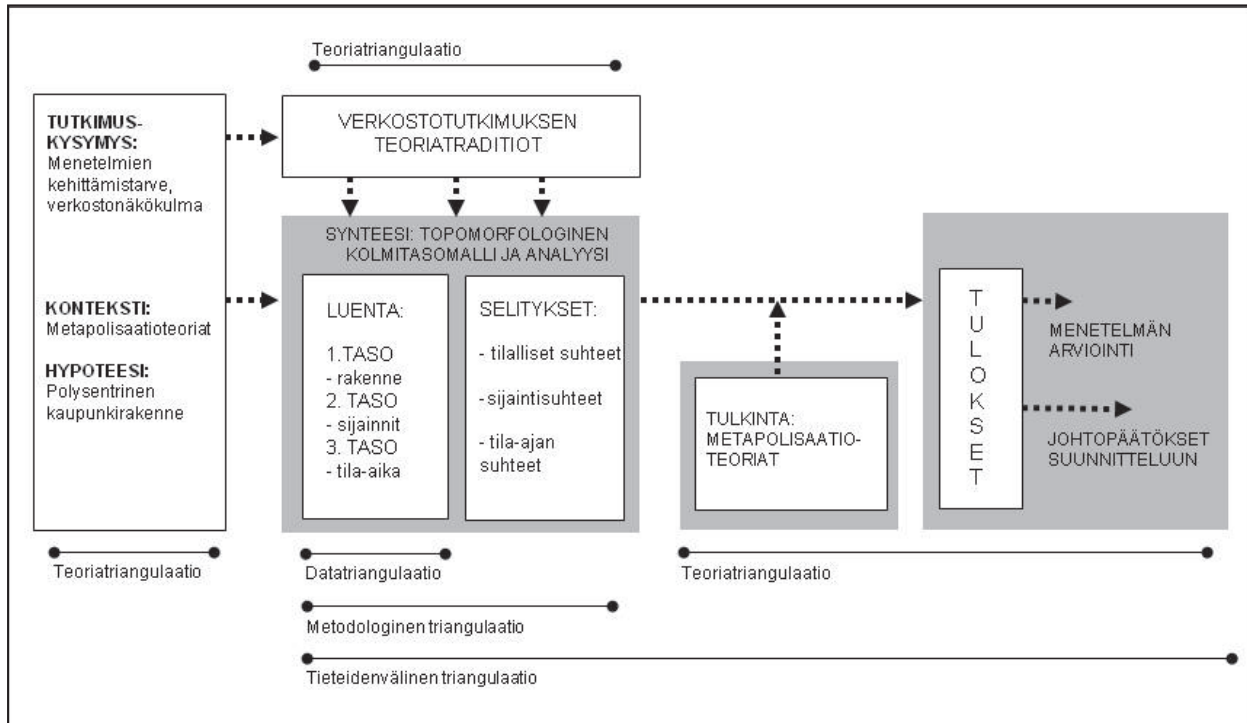 Teoriatriangulaatio
TUTKIMUS-
KYSYMYS:
Menetelmien
kehittämistarve,
verkostonäkökulma
KONTEKSTI:
Metapolisaatioteoriat
HYPOTEESI:
Polysentrinen
kaupunkirakenne
VERKOSTOTUTKIMUKSEN
TEORIATRADITIOT
SYNTEESI: TOPOMORFOLOGINEN
KOLMITASOMALLI JA ANALYYSI
LUENTA:
1.TASO
- rakenne
2. TASO
- sijainnit
3. TASO
- tila-aika
SELITYKSET:
- tilalliset suhteet
-sijaintisuhteet
-tila-ajan
suhteet
TULKINTA:
METAPOLISAATIO-
TEORIAT
TULOKSET
MENETELMÄN
ARVIOINTI
JOHTOPÄÄTÖKSET
SUUNNITTELUUN
Teoriatriangulaatio
Datatriangulaatio
Teoriatriangulaatio
Metodologinen triangulaatio
Tieteidenvälinen triangulaatio